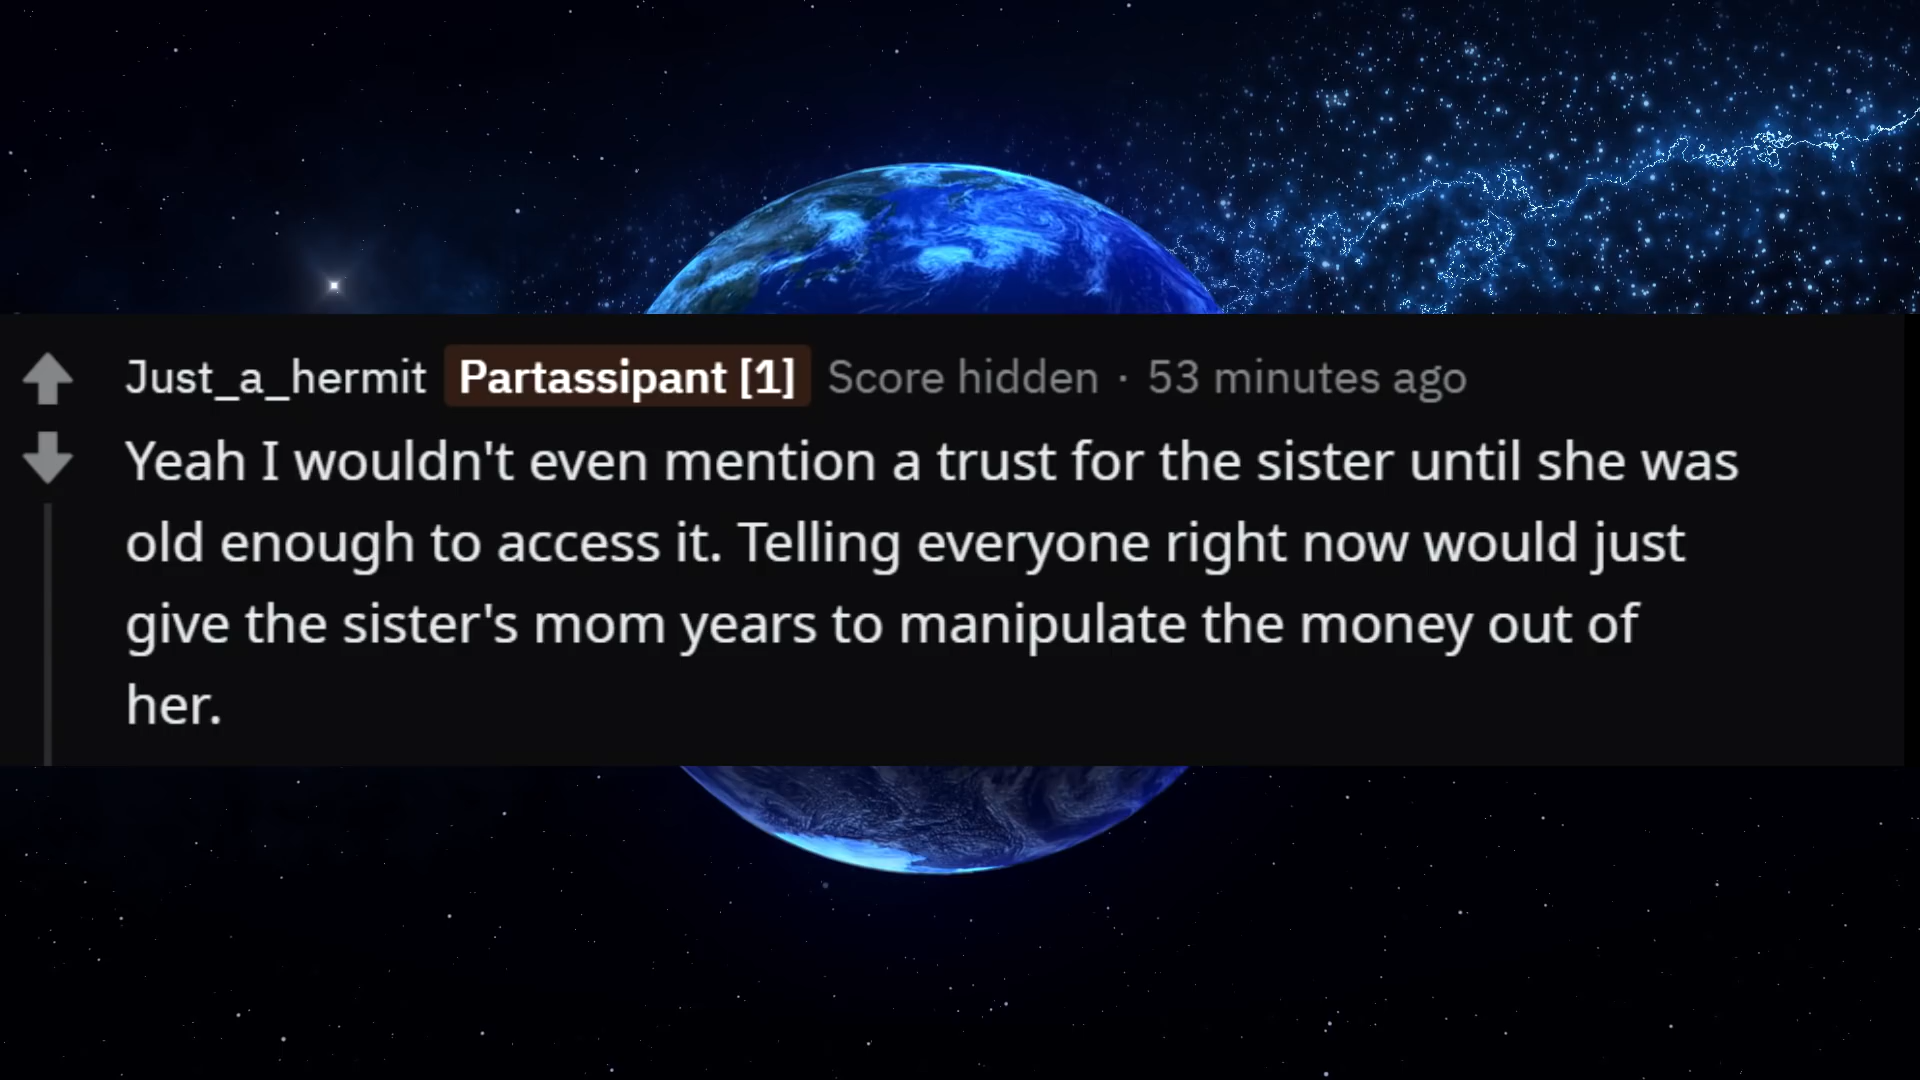 Just_a_hermit Partassipant [1] Score hidden · 53 minutes ago
Yeah I wouldn't even mention a trust for the sister until she was
old enough to access it. Telling everyone right now would just
give the sister's mom years to manipulate the money out of
her.